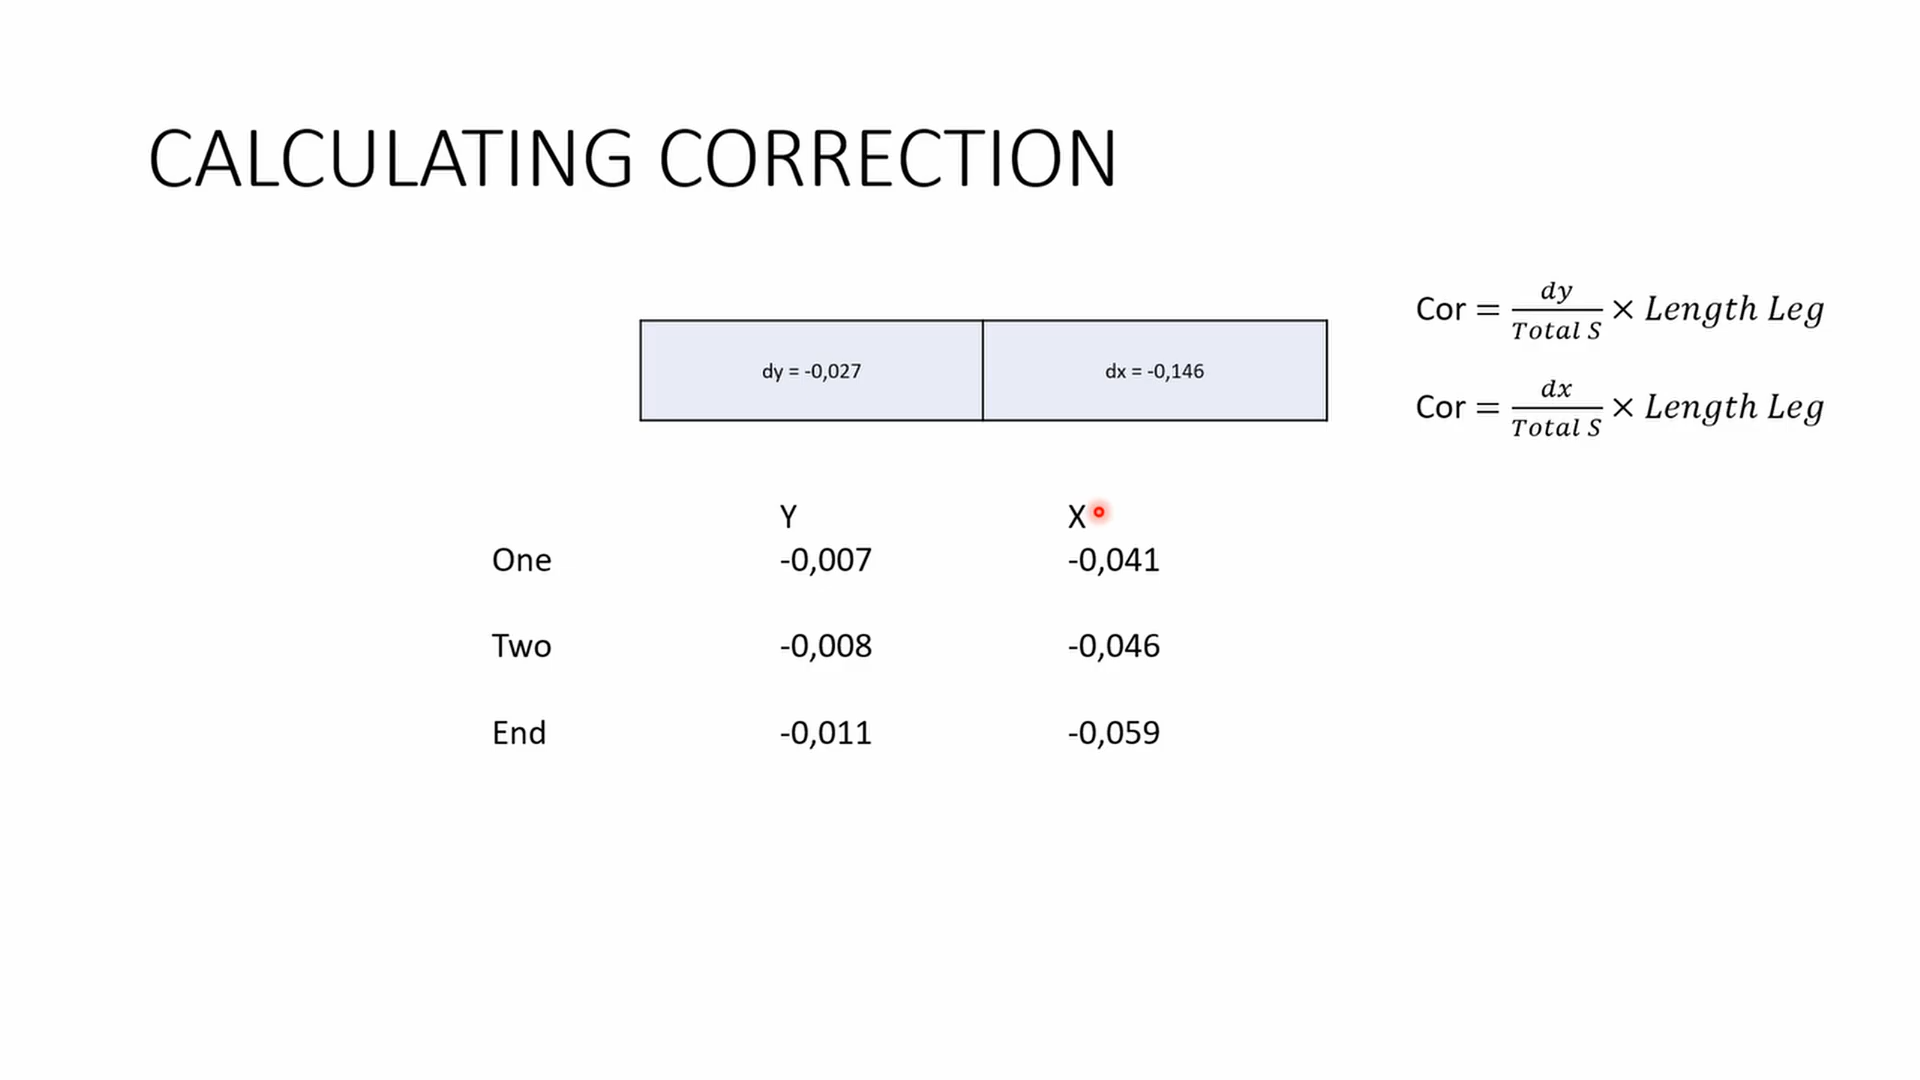 CALCULATING CORRECTION
dy = -0,027 dx = -0,146
Cor = dy/Total S × Length Leg
Cor = dx/Total S × Length Leg
Y X
One -0,007 -0,041
Two -0,008 -0,046
End -0,011 -0,059